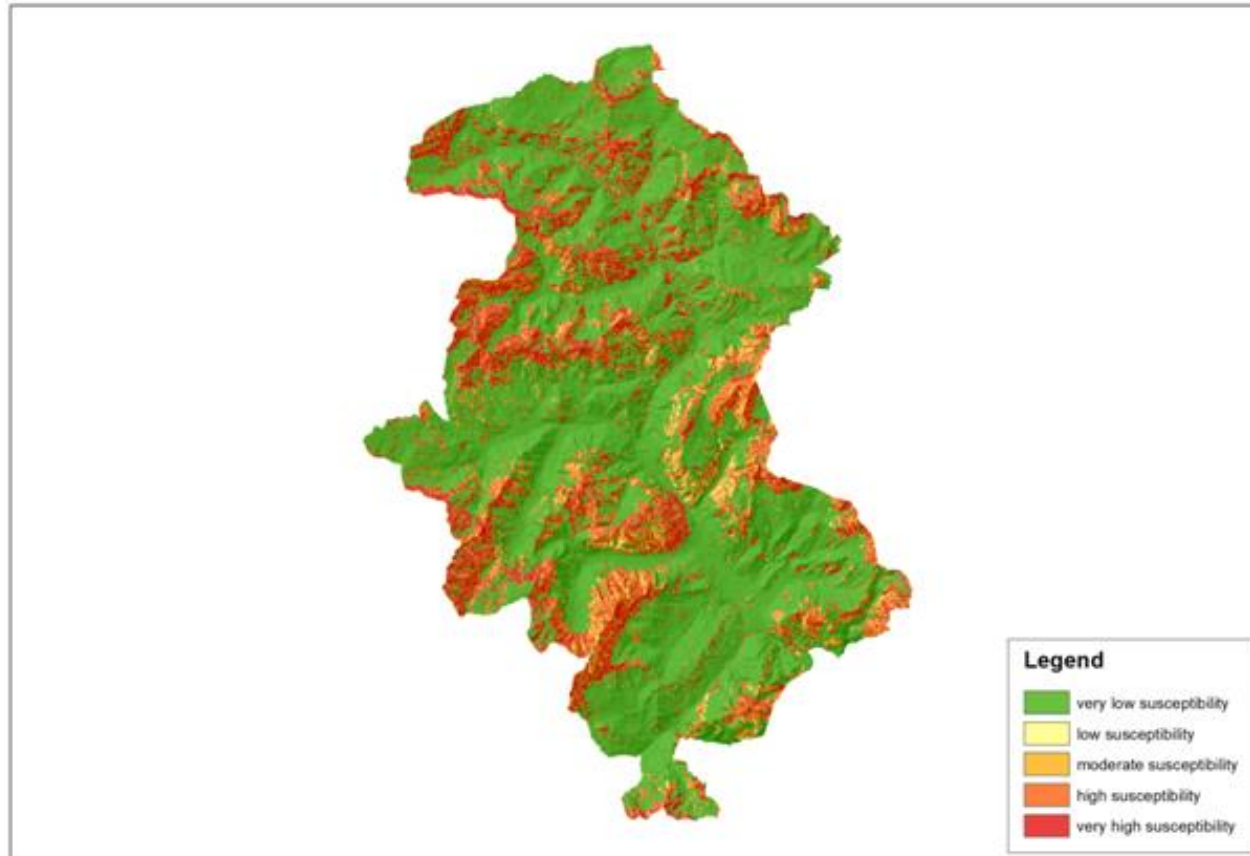 Legend
very low susceptibility
low susceptibility
moderate susceptibility
high susceptibility
very high susceptibility